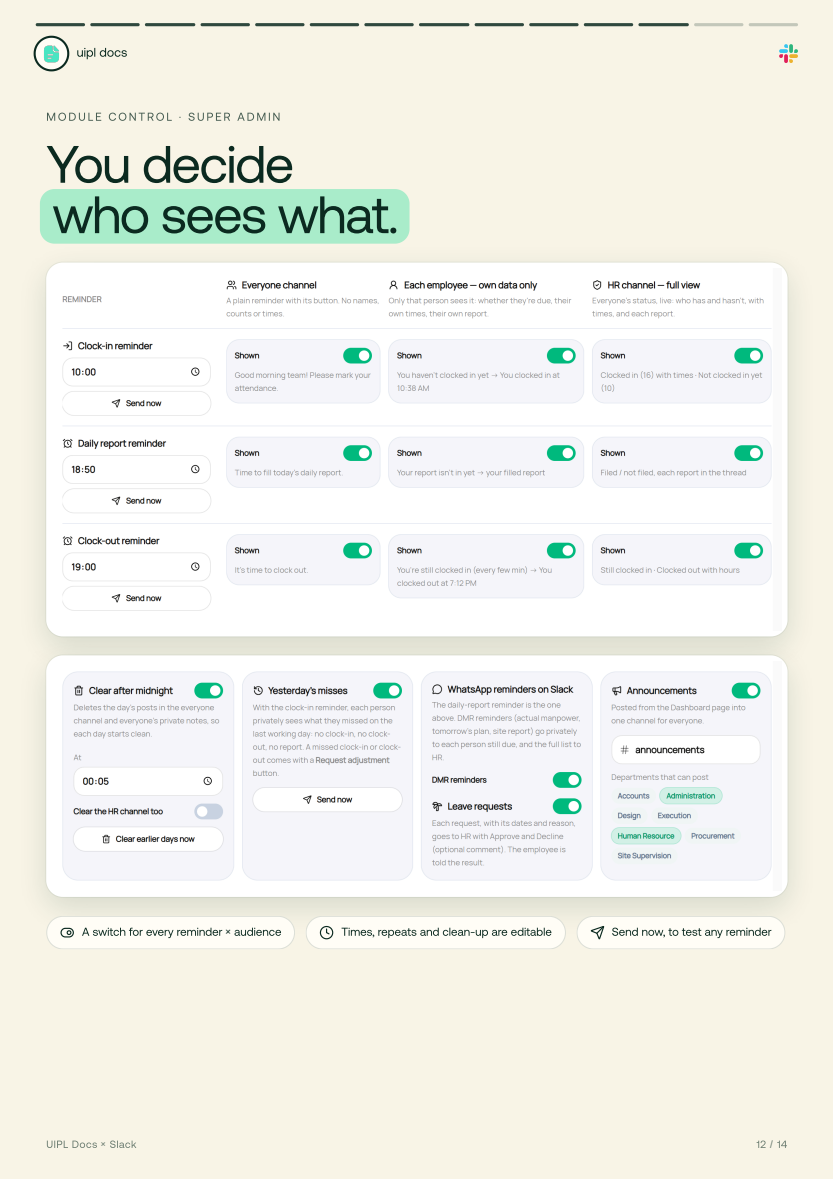 uipl docs
MODULE CONTROL · SUPER ADMIN
You decide
who sees what.
REMINDER
Everyone channel
A plain reminder with its button. No names,
counts or times.
Each employee — own data only
Only that person sees it: whether they're due, their
own times, their own report.
HR channel — full view
Everyone's status, live: who has and hasn't, with
times, and each report.
Clock-in reminder
10:00
Send now
Shown
Good morning team! Please mark your
attendance.
Shown
You haven't clocked in yet → You clocked in at
10:38 AM
Shown
Clocked in (16) with times · Not clocked in yet
(10)
Daily report reminder
18:50
Send now
Shown
Time to fill today's daily report.
Shown
Your report isn't in yet → your filled report
Shown
Filed / not filed, each report in the thread
Clock-out reminder
19:00
Send now
Shown
It's time to clock out.
Shown
You're still clocked in (every few min) → You
clocked out at 7:12 PM
Shown
Still clocked in · Clocked out with hours
Clear after midnight
Deletes the day's posts in the everyone
channel and everyone's private notes, so
each day starts clean.
At
00:05
Clear the HR channel too
Clear earlier days now
Yesterday's misses
With the clock-in reminder, each person
privately sees what they missed on the
last working day: no clock-in, no clock-
out, no report. A missed clock-in or clock-
out comes with a Request adjustment
button.
Send now
WhatsApp reminders on Slack
The daily-report reminder is the one
above. DMR reminders (actual manpower,
tomorrow's plan, site report) go privately
to each person still due, and the full list to
HR.
DMR reminders
Leave requests
Each request, with its dates and reason,
goes to HR with Approve and Decline
(optional comment). The employee is
told the result.
Announcements
Posted from the Dashboard page into
one channel for everyone.
# announcements
Departments that can post
Accounts Administration
Design Execution
Human Resource Procurement
Site Supervision
A switch for every reminder × audience
Times, repeats and clean-up are editable
Send now, to test any reminder
UIPL Docs × Slack
12 / 14